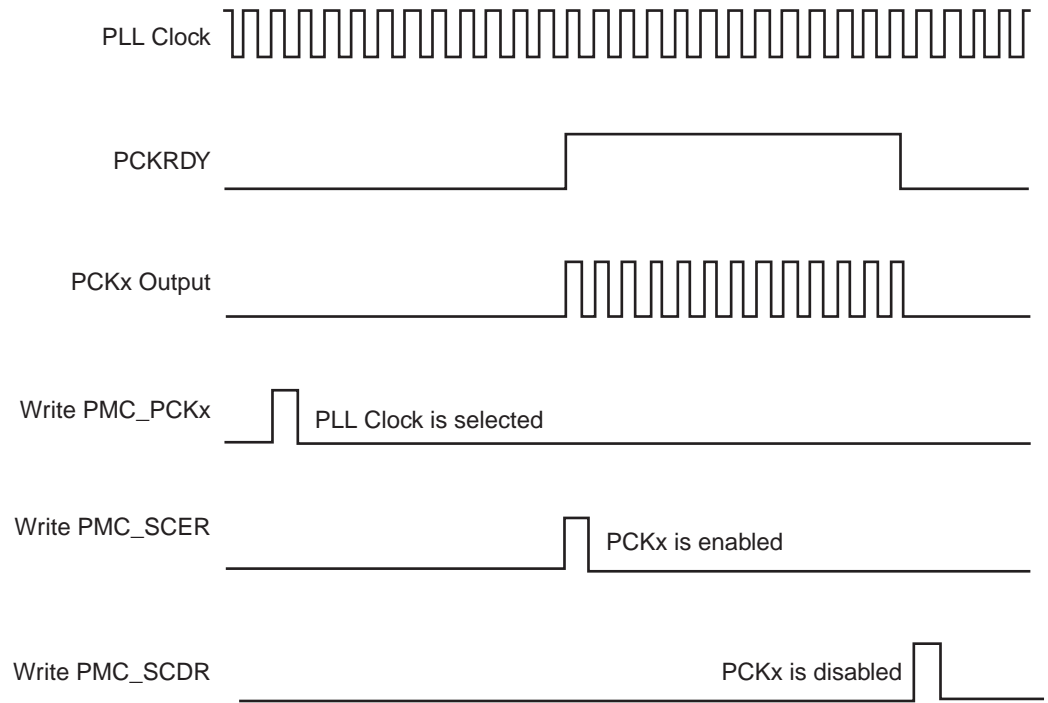 PLL Clock
PCKRDY
PCKx Output
Write PMC_PCKx
PLL Clock is selected
Write PMC_SCER
PCKx is enabled
Write PMC_SCDR
PCKx is disabled